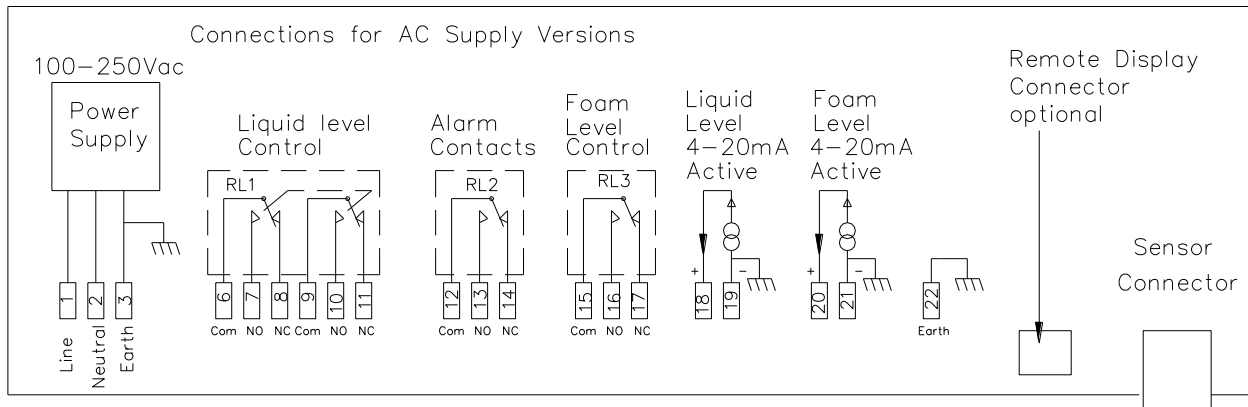 Connections for AC Supply Versions
100-250Vac
Power
Supply
Liquid level
Control
Alarm
Contacts
Foam
Level
Control
Liquid
Level
4-20mA
Active
Foam
Level
4-20mA
Active
Remote Display
Connector
optional
Sensor
Connector
RL1
RL2
RL3
+ -
+ -
1 2 3
6 7 8 9 10 11
12 13 14
15 16 17
18 19
20 21
22
Line
Neutral
Earth
Com NO NC Com NO NC
Com NO NC
Com NO NC
Earth